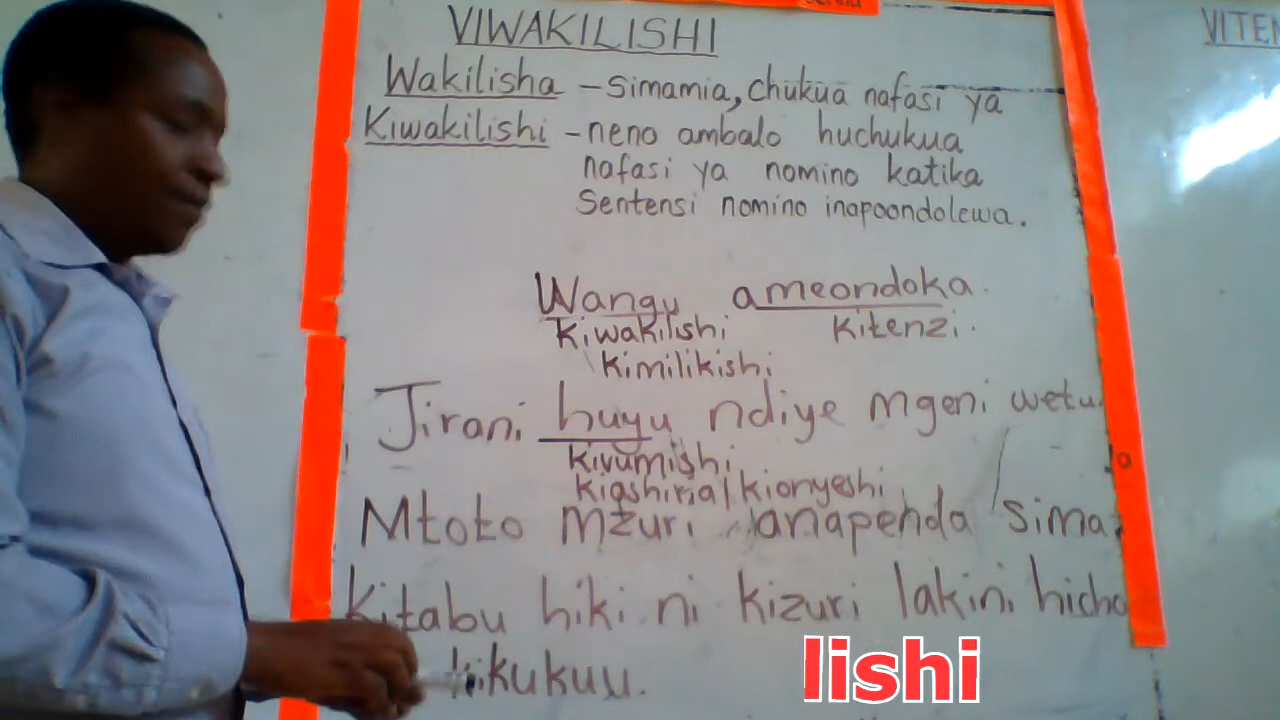 VIWAKILISHI
VITEN
Wakilisha – Simamia, chukua nafasi ya
Kiwakilishi – neno ambalo huchukua
nafasi ya nomino katika
Sentensi nomino inapoondolewa.
Wangu ameondoka.
Kiwakilishi kitenzi.
Kimilikishi
Jirani huyu ndiye mgeni wetu.
kivumishi
kiashiria/kionyeshi
Mtoto mzuri anapenda sima.
Kitabu hiki ni kizuri lakini hicho
kikukuu.
lishi